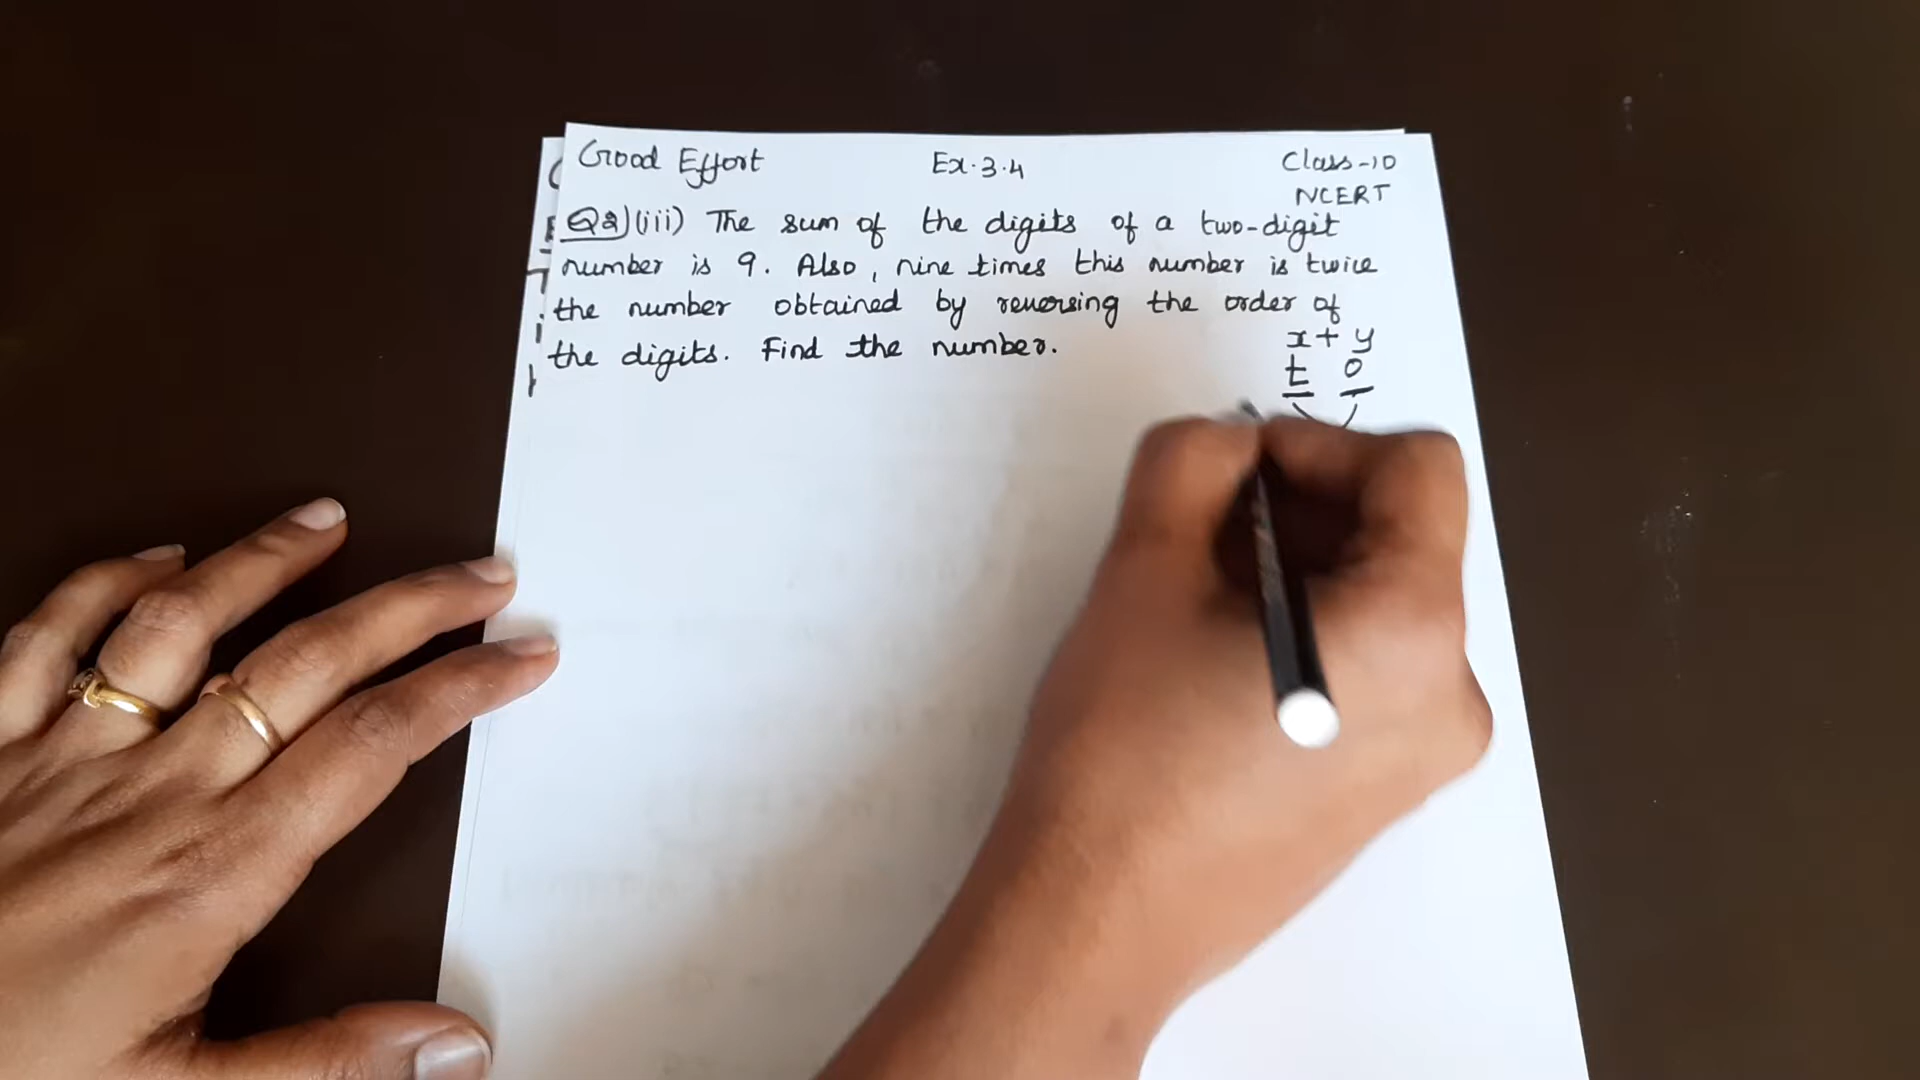 Good Effort Ex.3.4 Class-10
NCERT
Q2)(iii) The sum of the digits of a two-digit
number is 9. Also, nine times this number is twice
the number obtained by reversing the order of
the digits. Find the number.
x + y
t o